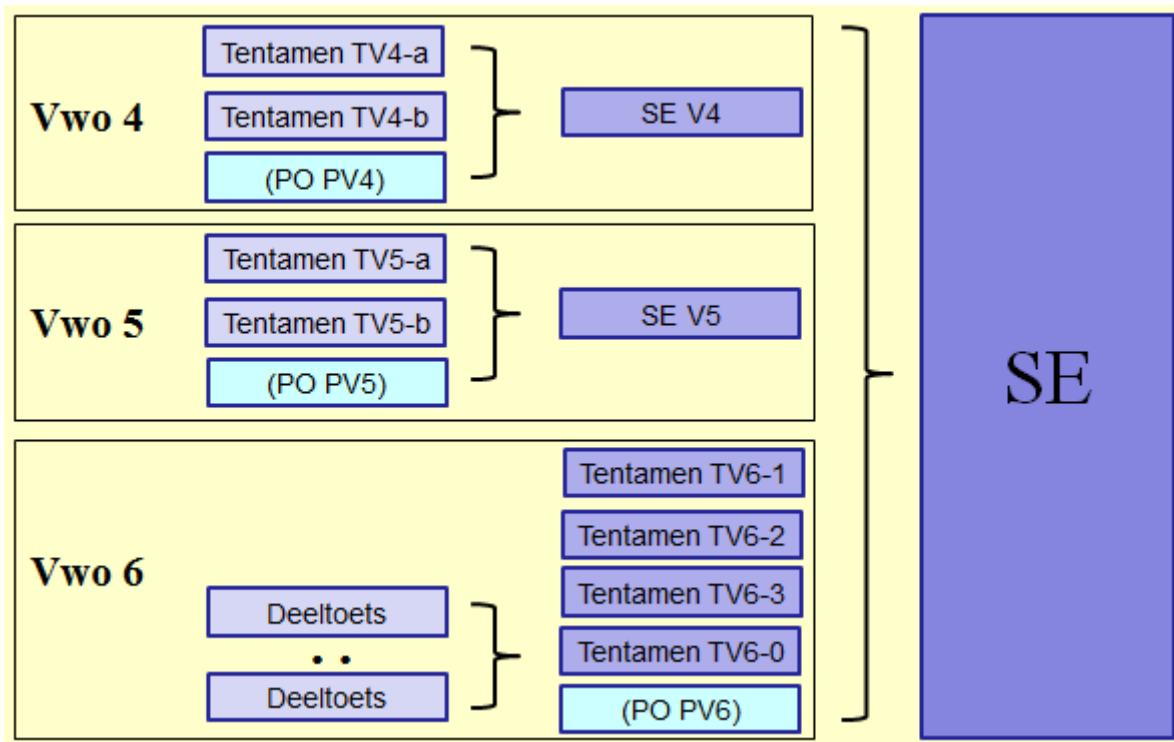 Vwo 4
Tentamen TV4-a
Tentamen TV4-b
(PO PV4)
SE V4
Vwo 5
Tentamen TV5-a
Tentamen TV5-b
(PO PV5)
SE V5
Vwo 6
Deeltoets
. .
Deeltoets
Tentamen TV6-1
Tentamen TV6-2
Tentamen TV6-3
Tentamen TV6-0
(PO PV6)
SE